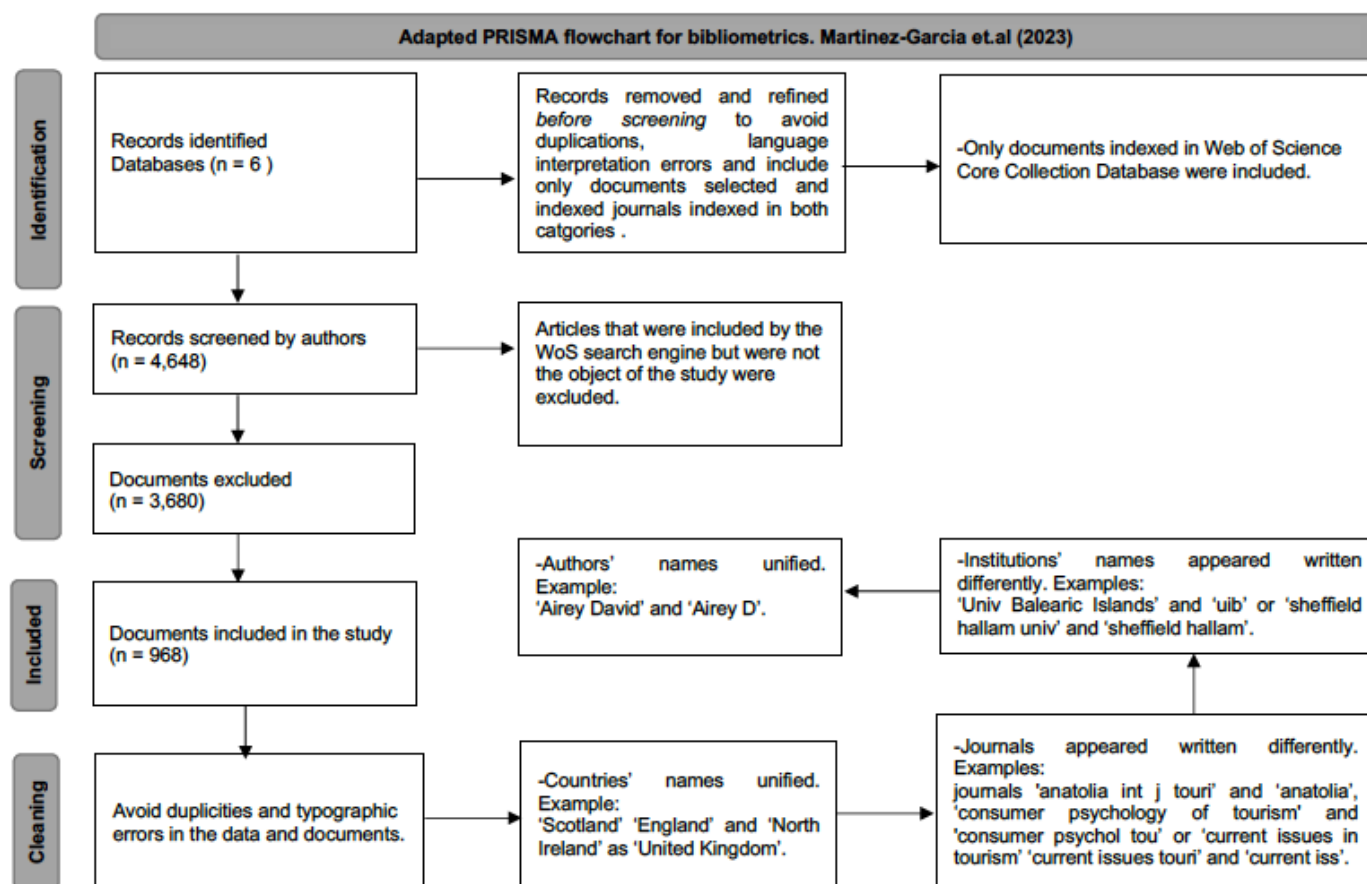 Adapted PRISMA flowchart for bibliometrics. Martinez-Garcia et.al (2023)
Identification
Records identified
Databases (n = 6 )
Records removed and refined
before screening to avoid
duplications, language
interpretation errors and include
only documents selected and
indexed journals indexed in both
catgories .
-Only documents indexed in Web of Science
Core Collection Database were included.
Screening
Records screened by authors
(n = 4,648)
Articles that were included by the
WoS search engine but were not
the object of the study were
excluded.
Documents excluded
(n = 3,680)
Included
Documents included in the study
(n = 968)
-Authors' names unified.
Example:
'Airey David' and 'Airey D'.
-Institutions' names appeared written
differently. Examples:
'Univ Balearic Islands' and 'uib' or 'sheffield
hallam univ' and 'sheffield hallam'.
Cleaning
Avoid duplicities and typographic
errors in the data and documents.
-Countries' names unified.
Example:
'Scotland' 'England' and 'North
Ireland' as 'United Kingdom'.
-Journals appeared written differently.
Examples:
journals 'anatolia int j touri' and 'anatolia',
'consumer psychology of tourism' and
'consumer psychol tou' or 'current issues in
tourism' 'current issues touri' and 'current iss'.